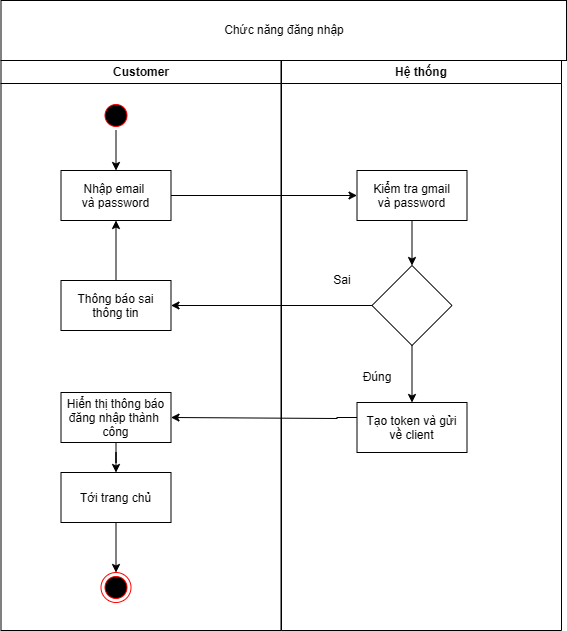 Chức năng đăng nhập
Customer
Hệ thống
Nhập email
và password
Kiểm tra gmail
và password
Sai
Thông báo sai
thông tin
Đúng
Hiển thị thông báo
đăng nhập thành
công
Tạo token và gửi
về client
Tới trang chủ